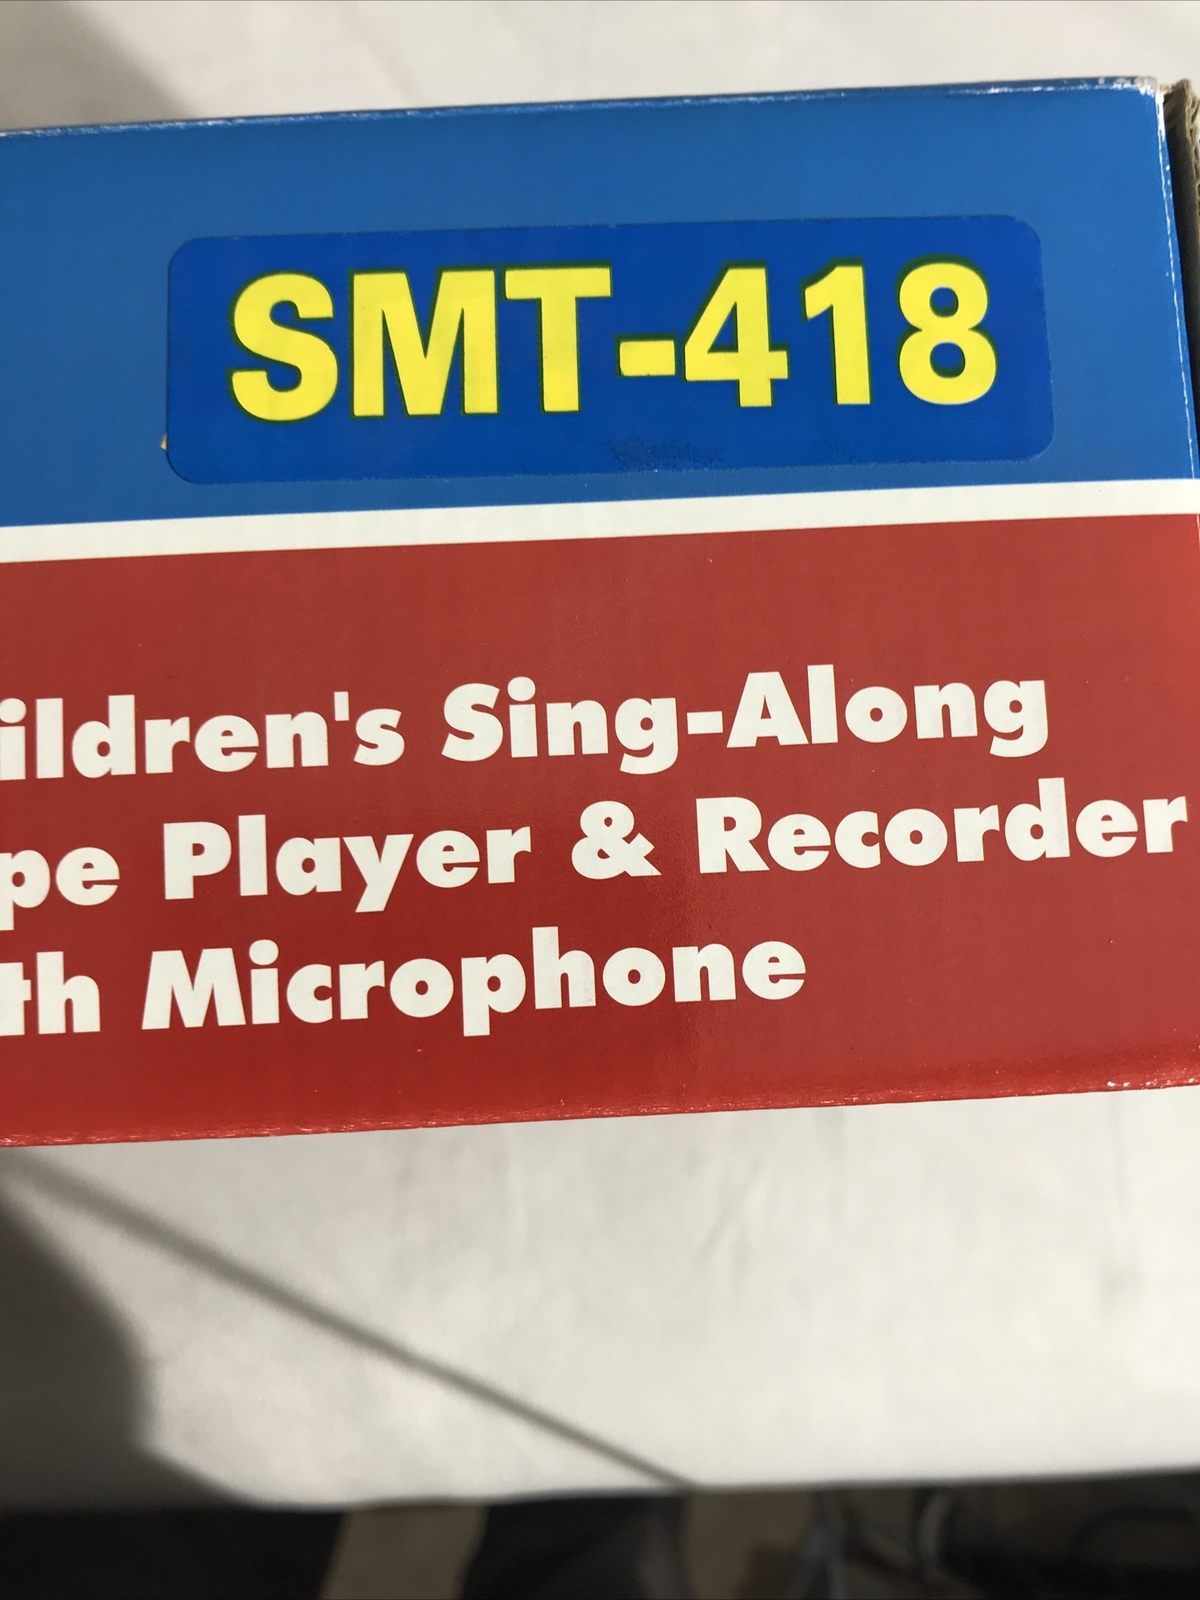 SMT-418
ildren's Sing-Along
pe Player & Recorder
th Microphone